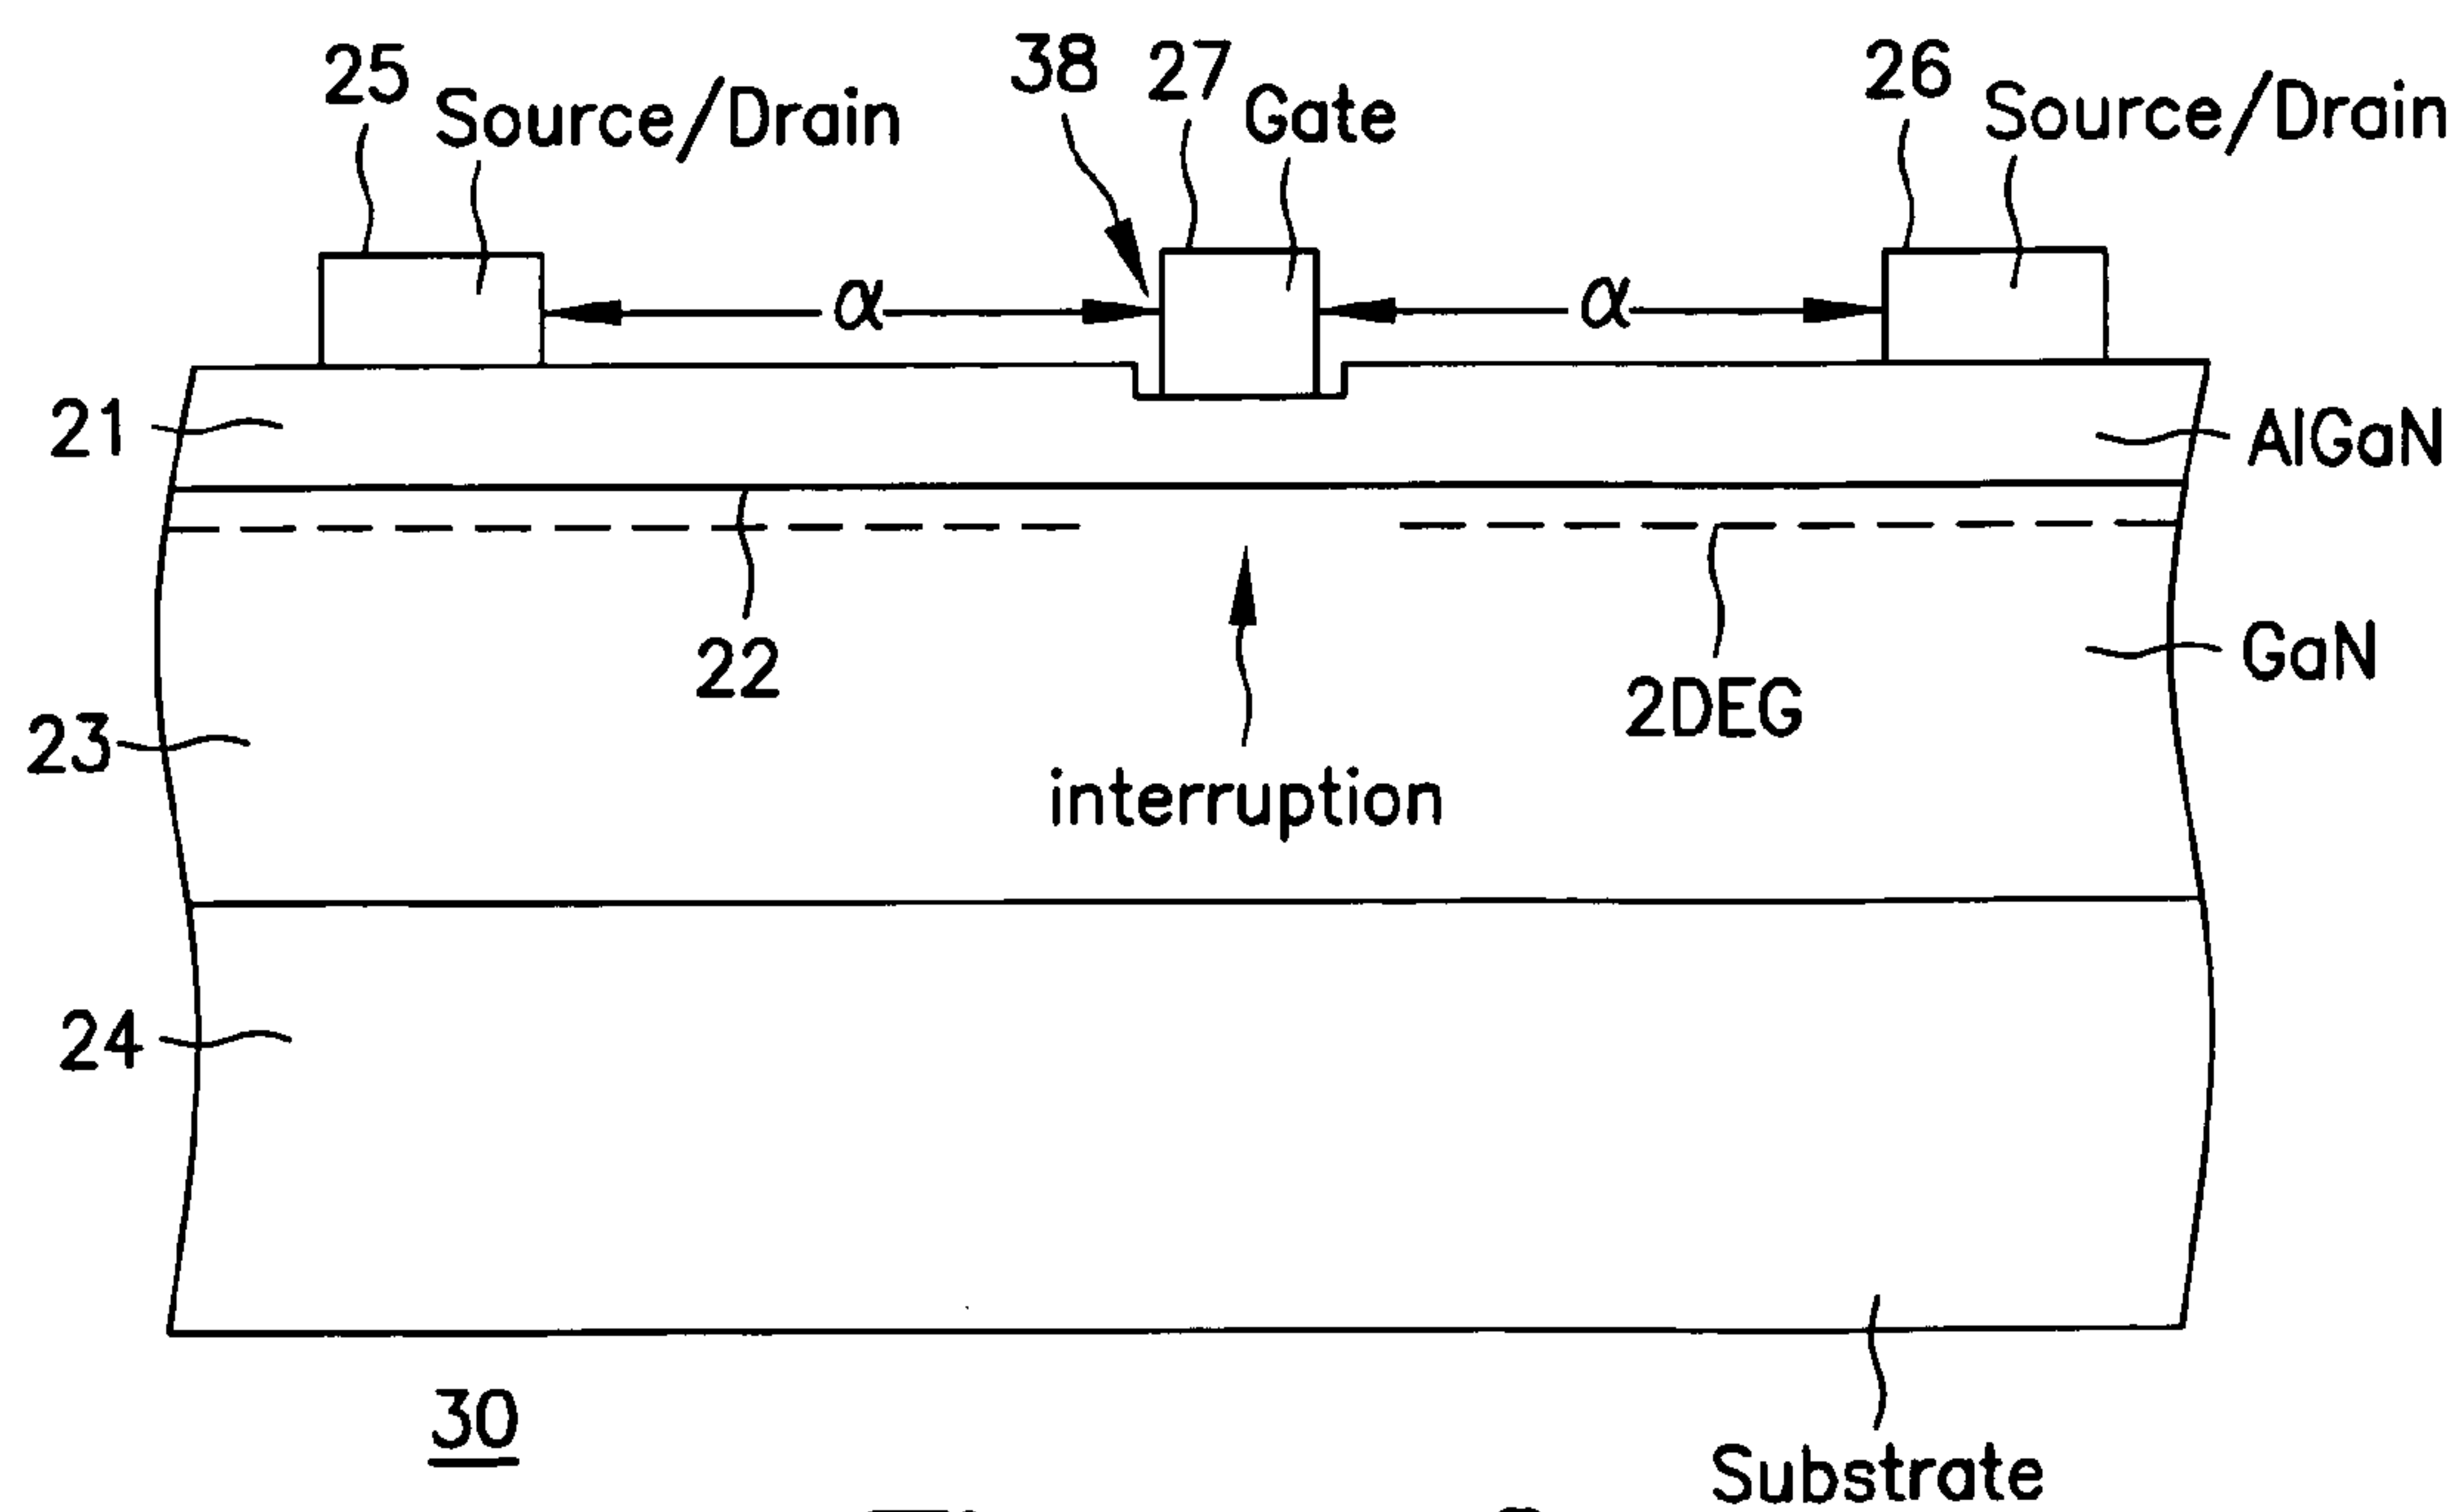 25 Source/Drain
38
27 Gate
26 Source/Drain
α
α
21
AlGaN
22
2DEG
GaN
23
interruption
24
30
Substrate